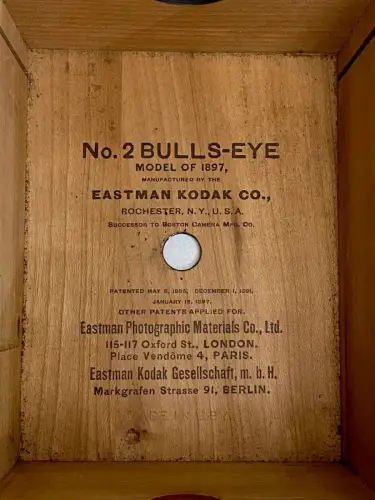 No. 2 BULLS-EYE
MODEL OF 1897,
MANUFACTURED BY THE
EASTMAN KODAK CO.,
ROCHESTER, N.Y., U.S.A.
SUCCESSORS TO BOSTON CAMERA MFG. CO.
PATENTED MAY 5, 1885, DECEMBER 1, 1891,
JANUARY 19, 1897.
OTHER PATENTS APPLIED FOR.
Eastman Photographic Materials Co., Ltd.
115-117 Oxford St., LONDON.
Place Vendôme 4, PARIS.
Eastman Kodak Gesellschaft, m. b. H.
Markgrafen Strasse 91, BERLIN.